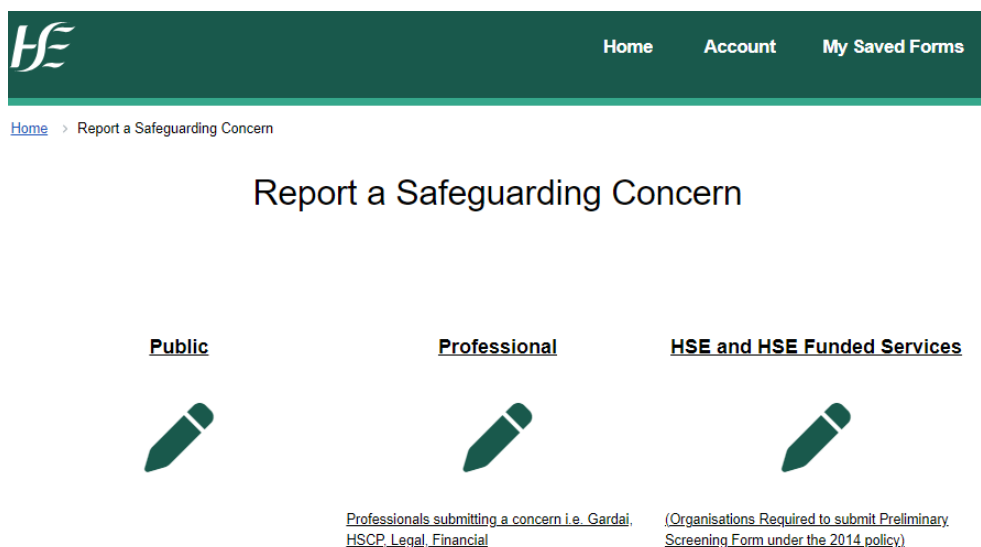 HSE
Home Account My Saved Forms
Home > Report a Safeguarding Concern
Report a Safeguarding Concern
Public
Professional
HSE and HSE Funded Services
Professionals submitting a concern i.e. Gardai,
HSCP, Legal, Financial
(Organisations Required to submit Preliminary
Screening Form under the 2014 policy)